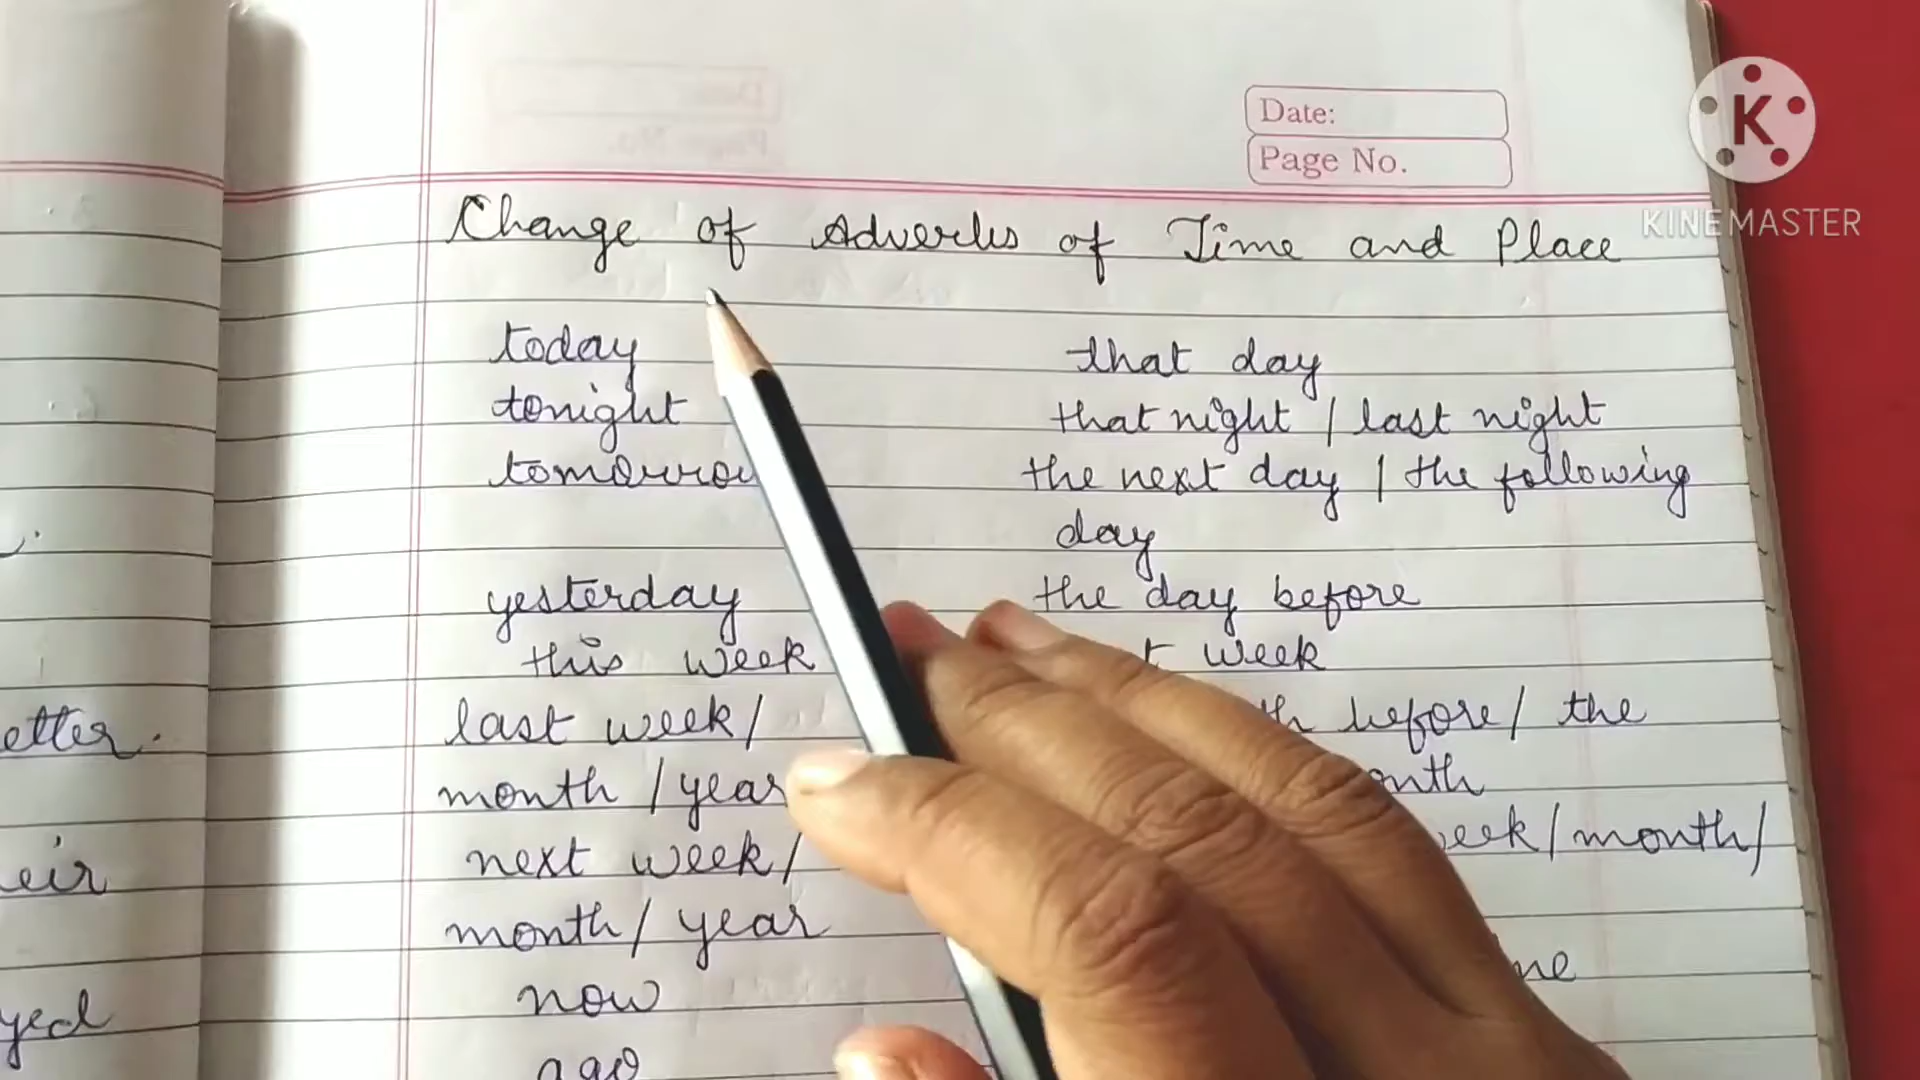 Date:
Page No.
KINEMASTER
Change of Adverbs of Time and Place
today that day
tonight that night / last night
tomorrow the next day / the following
day
yesterday the day before
this week week
last week/ before/ the
month / year
next week/ week/month/
month/ year
now
ago